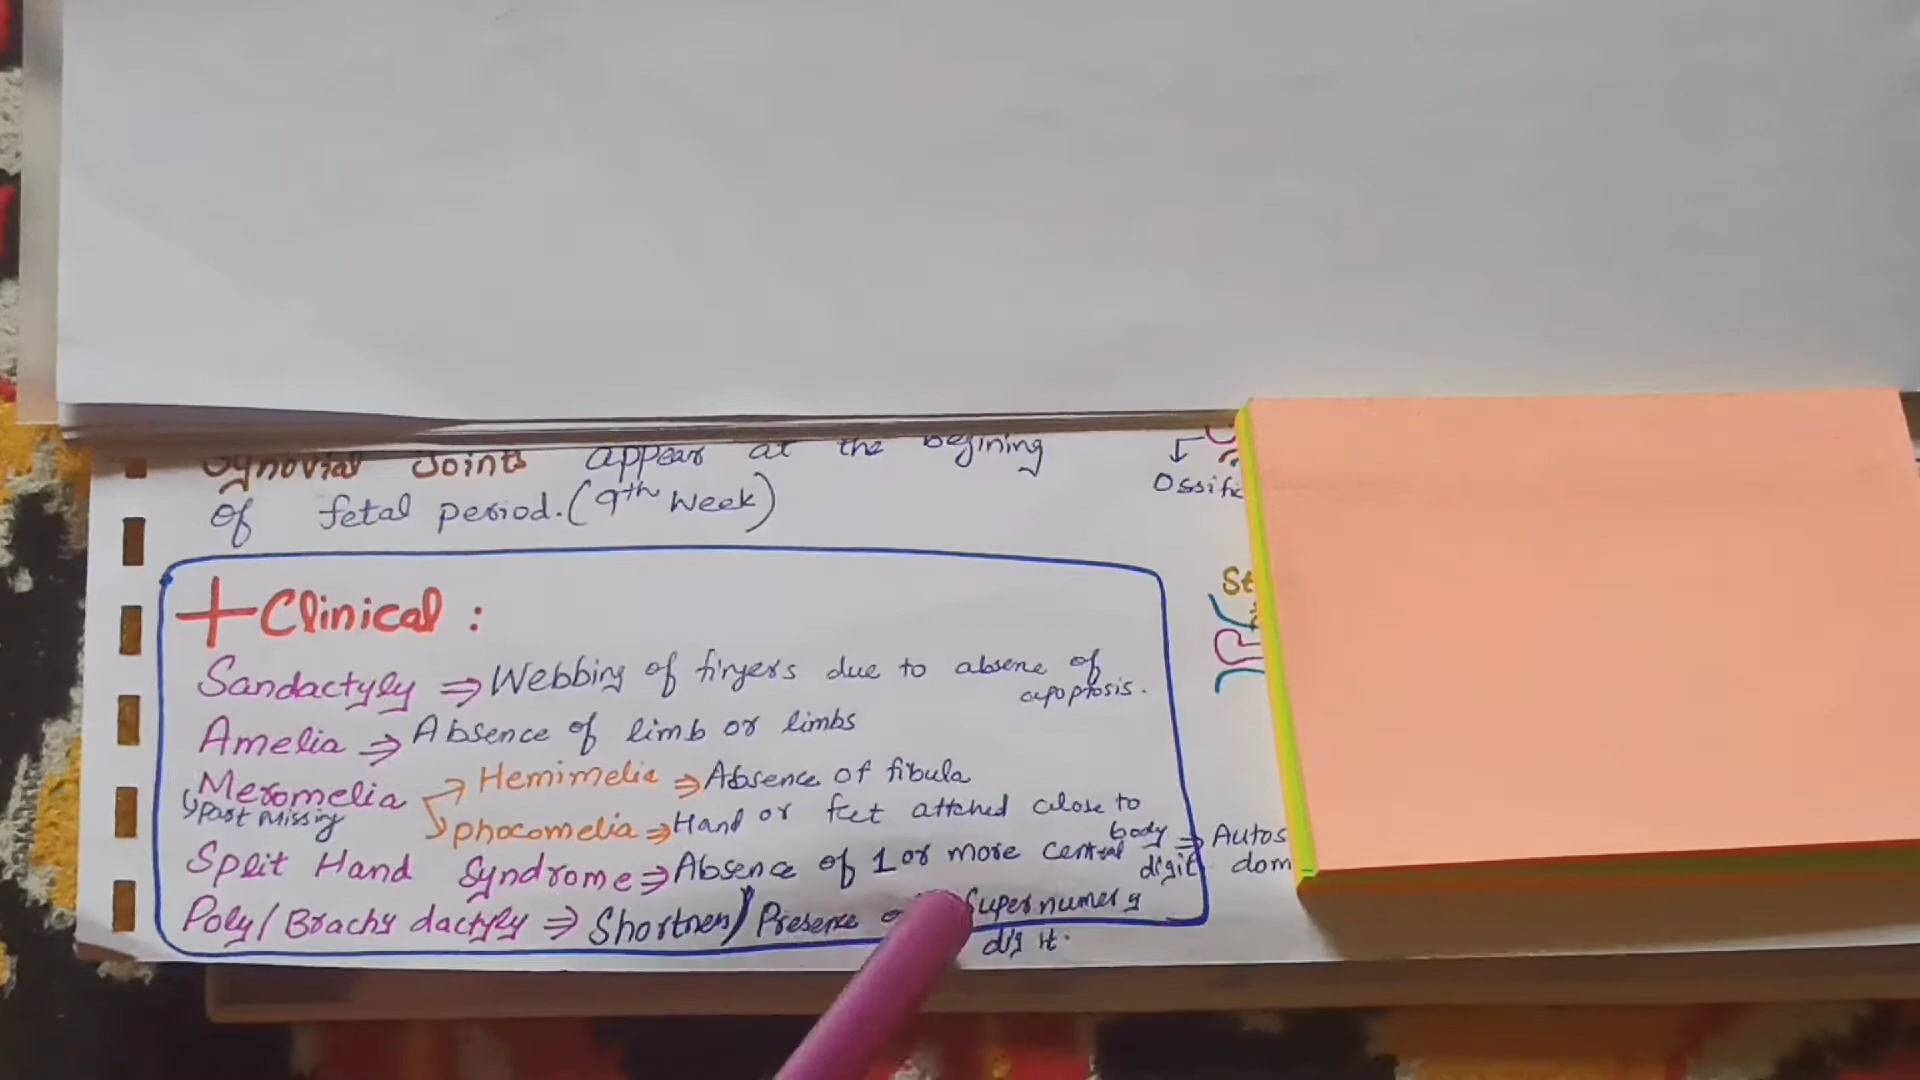 Synovial Joints appear at the begining
of fetal period. (9th Week)
Ossific
St
+Clinical :
Sandactyly ⇒ Webbing of fingers due to absene of
apoptosis.
Amelia ⇒ Absence of limb or limbs
Meromelia → Hemimelia ⇒ Absence of fibula
↳ Part missing → phocomelia ⇒ Hand or feet attched close to
body ⇒ Autos
Split Hand Syndrome ⇒ Absence of 1 or more central
digit dom
Poly/Brachy dactyly ⇒ Shortness/Presence Supernumery
digit.